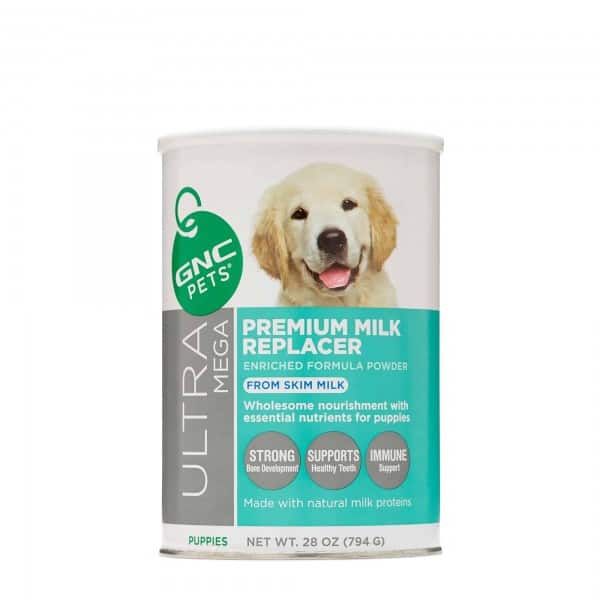 GNC
PETS®
ULTRA
MEGA
PREMIUM MILK
REPLACER
ENRICHED FORMULA POWDER
FROM SKIM MILK
Wholesome nourishment with
essential nutrients for puppies
STRONG
Bone Development
SUPPORTS
Healthy Teeth
IMMUNE
Support
Made with natural milk proteins
PUPPIES
NET WT. 28 OZ (794 G)